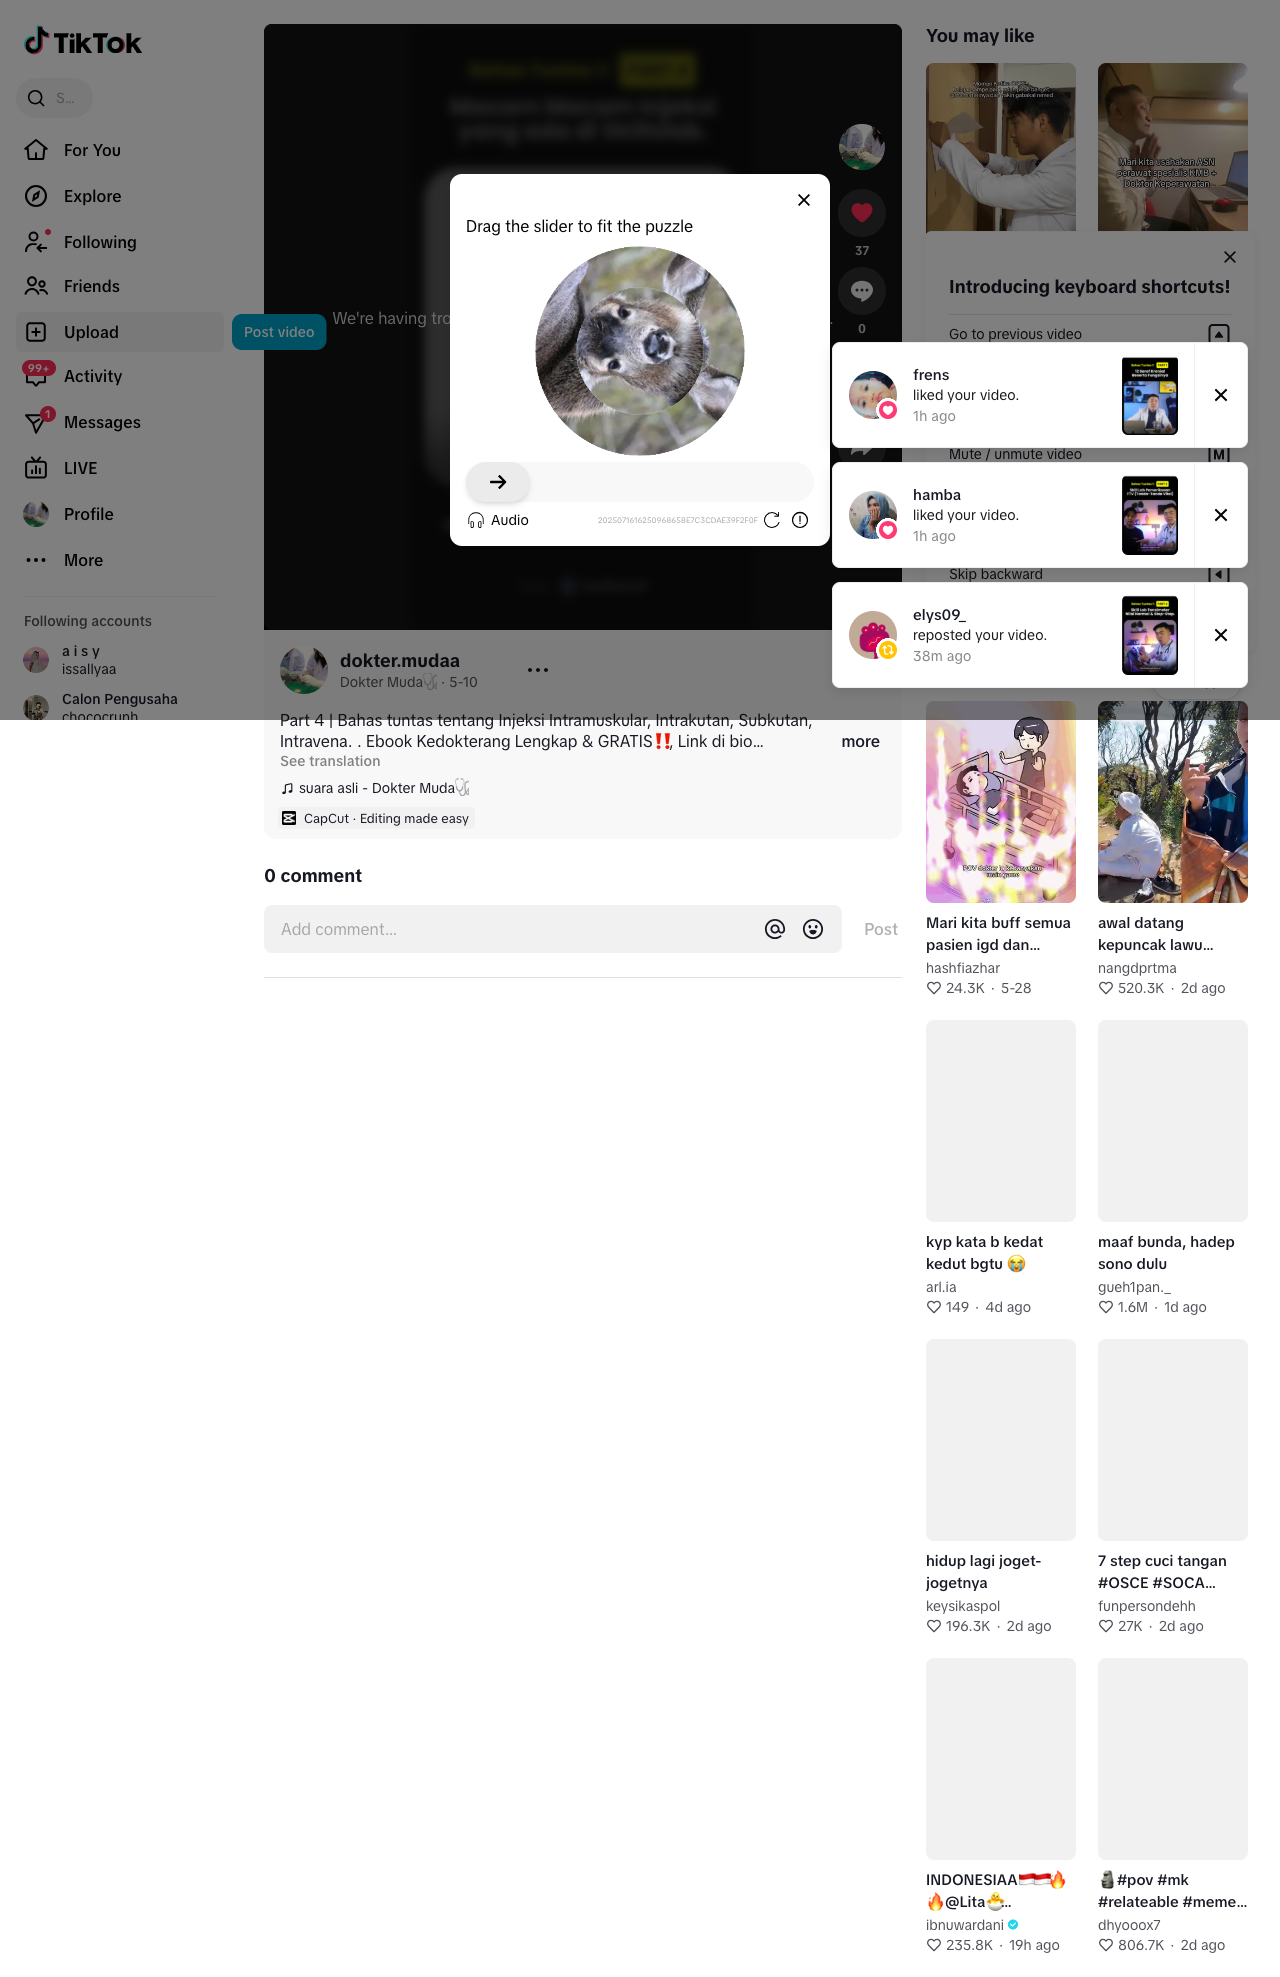 TikTok
S...
For You
Explore
Following
Friends
Upload
Post video
99+
Activity
1
Messages
LIVE
Profile
More
Following accounts
a i s y
issallyaa
Calon Pengusaha
chococrunh
We're having tro
Drag the slider to fit the puzzle
Audio
37
0
dokter.mudaa
Dokter Muda🩺 · 5-10
Part 4 | Bahas tuntas tentang Injeksi Intramuskular, Intrakutan, Subkutan,
Intravena. . Ebook Kedokterang Lengkap & GRATIS‼️, Link di bio...
more
See translation
suara asli - Dokter Muda🩺
CapCut · Editing made easy
0 comment
Add comment...
Post
You may like
Mari kita usahakan ASN
perawat spesialis KMB +
Doktor Keperawatan
Introducing keyboard shortcuts!
Go to previous video
frens
liked your video.
1h ago
Mute / unmute video
M
hamba
liked your video.
1h ago
Skip backward
elys09_
reposted your video.
38m ago
Mari kita buff semua
pasien igd dan...
hashfiazhar
24.3K · 5-28
awal datang
kepuncak lawu...
nangdprtma
520.3K · 2d ago
kyp kata b kedat
kedut bgtu 😭
arl.ia
149 · 4d ago
maaf bunda, hadep
sono dulu
gueh1pan._
1.6M · 1d ago
hidup lagi joget-
jogetnya
keysikaspol
196.3K · 2d ago
7 step cuci tangan
#OSCE #SOCA...
funpersondehh
27K · 2d ago
INDONESIAA🇮🇩🇮🇩🔥
🔥@Lita🐣...
ibnuwardani
235.8K · 19h ago
🗿#pov #mk
#relateable #meme...
dhyooox7
806.7K · 2d ago